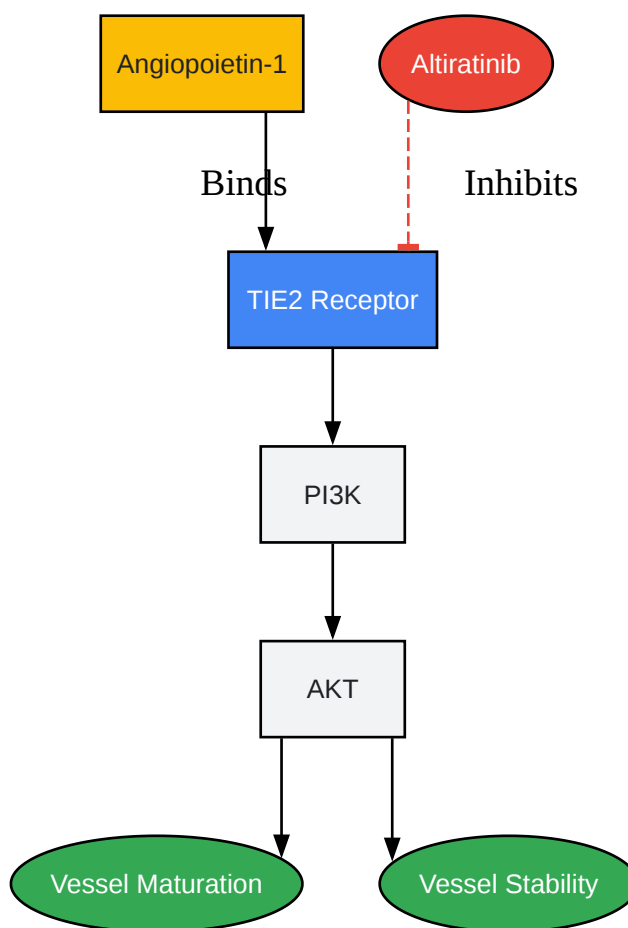 Angiopoietin-1
Altiratinib
Binds
Inhibits
TIE2 Receptor
PI3K
AKT
Vessel Maturation
Vessel Stability